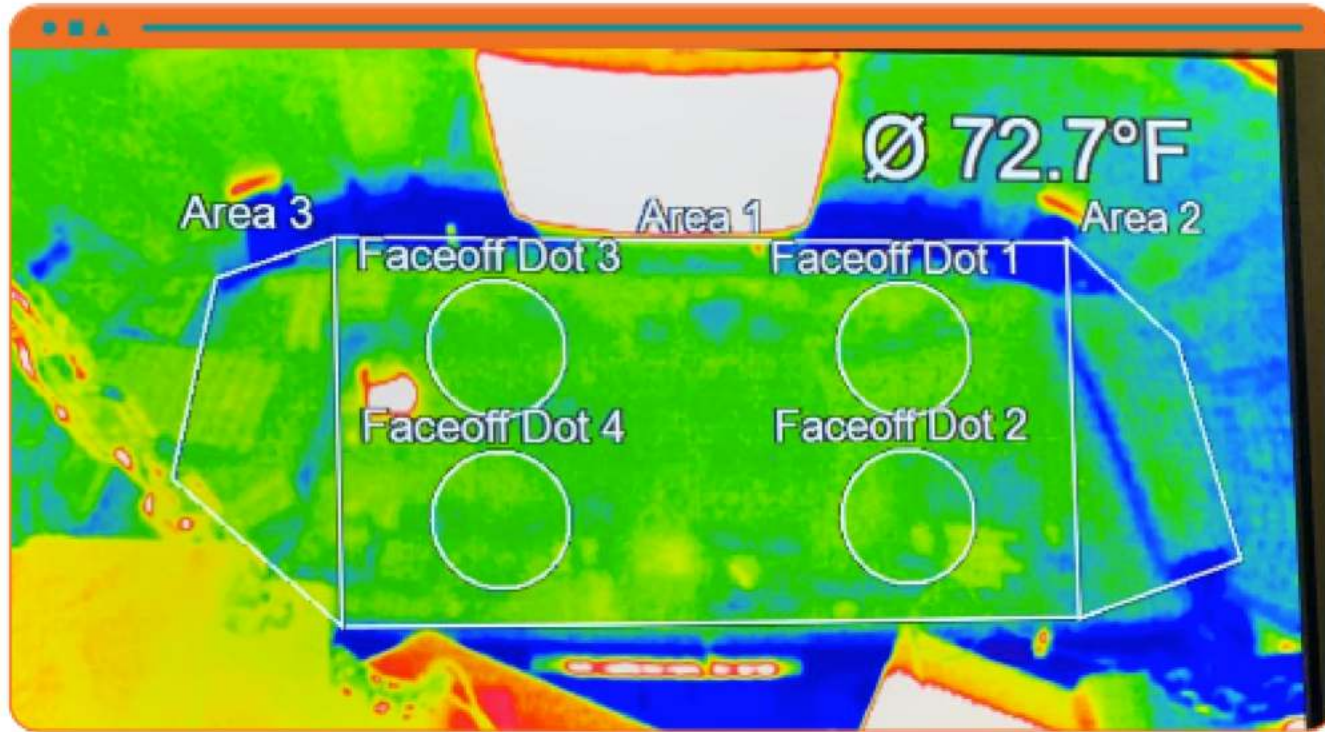 Ø 72.7°F
Area 3
Area 1
Area 2
Faceoff Dot 3
Faceoff Dot 1
Faceoff Dot 4
Faceoff Dot 2